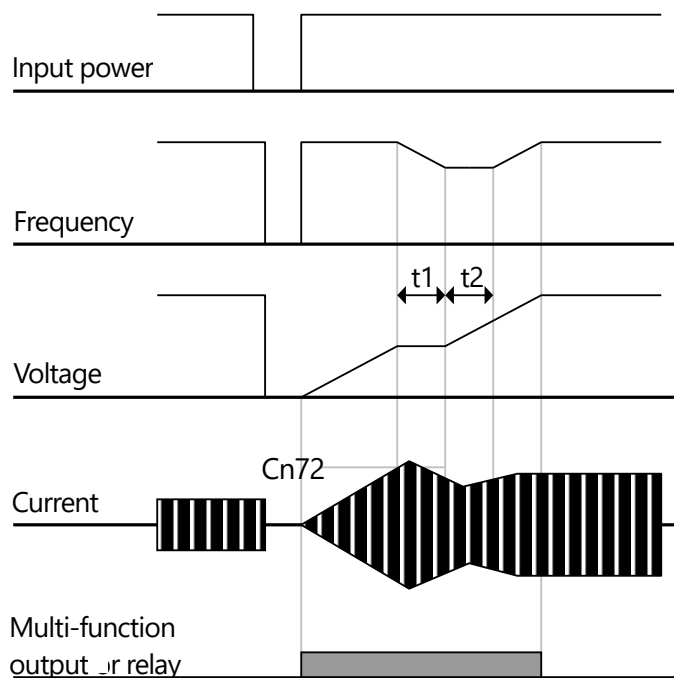 Input power
Frequency
t1 t2
Voltage
Cn72
Current
Multi-function
output relay